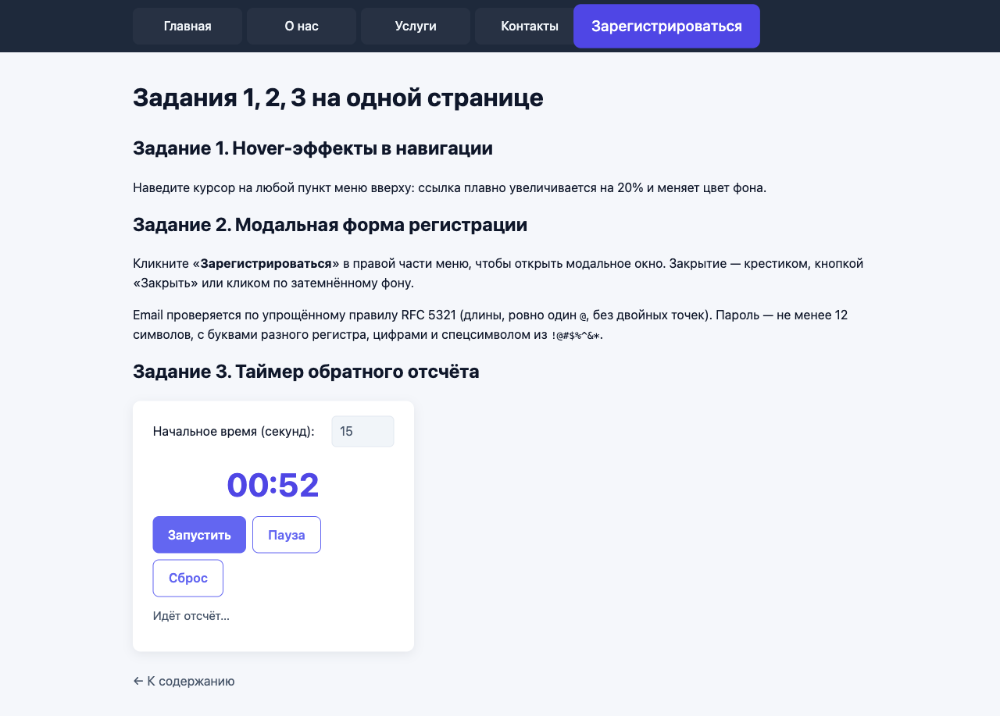 Главная О нас Услуги Контакты Зарегистрироваться
Задания 1, 2, 3 на одной странице
Задание 1. Hover-эффекты в навигации
Наведите курсор на любой пункт меню вверху: ссылка плавно увеличивается на 20% и меняет цвет фона.
Задание 2. Модальная форма регистрации
Кликните «Зарегистрироваться» в правой части меню, чтобы открыть модальное окно. Закрытие — крестиком, кнопкой
«Закрыть» или кликом по затемнённому фону.
Email проверяется по упрощённому правилу RFC 5321 (длины, ровно один @, без двойных точек). Пароль — не менее 12
символов, с буквами разного регистра, цифрами и спецсимволом из !@#$%^&*.
Задание 3. Таймер обратного отсчёта
Начальное время (секунд): 15
00:52
Запустить Пауза
Сброс
Идёт отсчёт...
← К содержанию